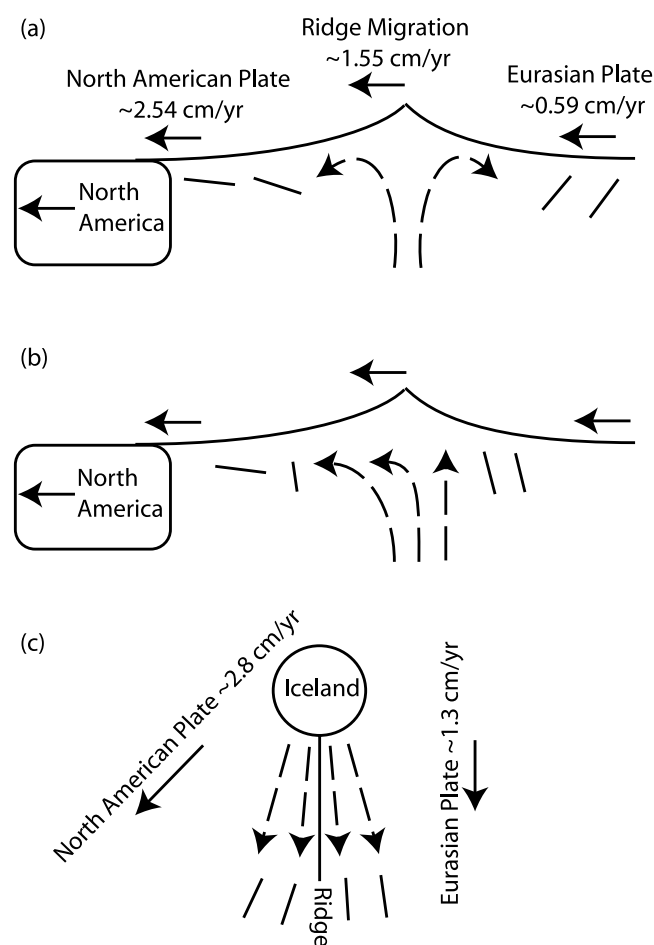 (a)
Ridge Migration
~1.55 cm/yr
North American Plate
~2.54 cm/yr
Eurasian Plate
~0.59 cm/yr
North
America
(b)
North
America
(c)
North American Plate ~2.8 cm/yr
Iceland
Eurasian Plate ~1.3 cm/yr
Ridge